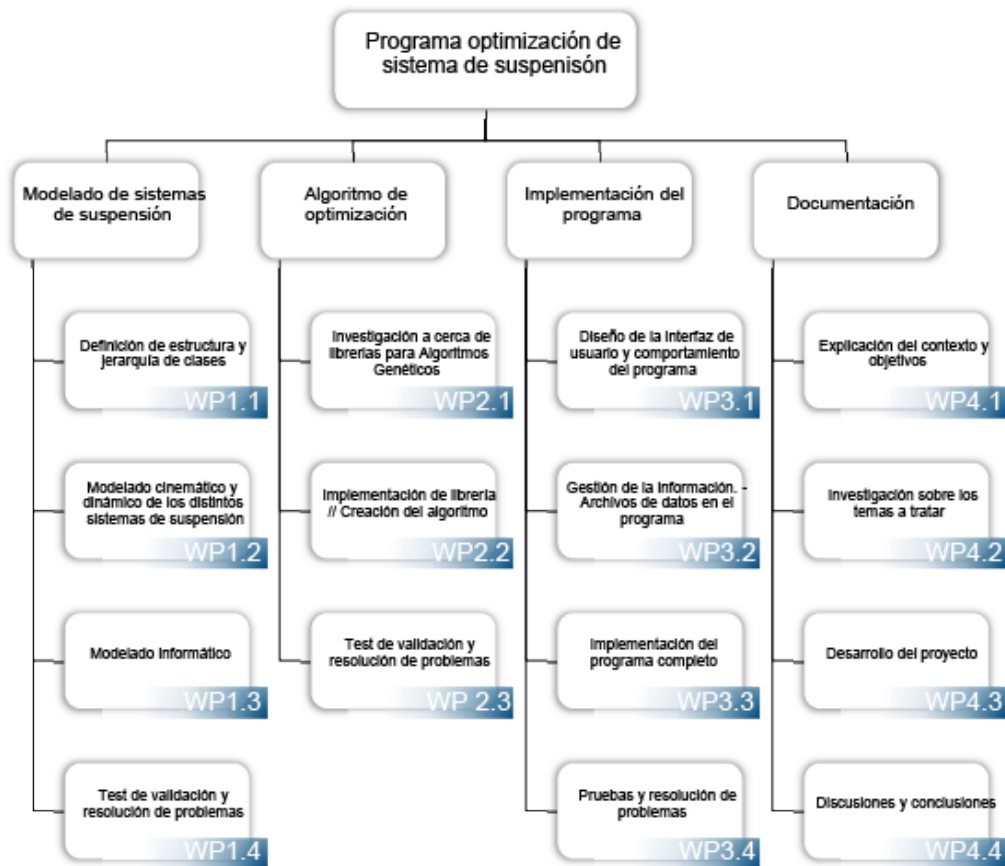 Programa optimización de
sistema de suspenisón
Modelado de sistemas
de suspensión
Algoritmo de
optimización
Implementación del
programa
Documentación
Definición de estructura y
jerarquía de clases
WP1.1
Investigación a cerca de
librerías para Algoritmos
Genéticos
WP2.1
Diseño de la interfaz de
usuario y comportamiento
del programa
WP3.1
Explicación del contexto y
objetivos
WP4.1
Modelado cinemático y
dinámico de los distintos
sistemas de suspensión
WP1.2
Implementación de librería
// Creación del algoritmo
WP2.2
Gestión de la información. -
Archivos de datos en el
programa
WP3.2
Investigación sobre los
temas a tratar
WP4.2
Modelado informático
WP1.3
Test de validación y
resolución de problemas
WP 2.3
Implementación del
programa completo
WP3.3
Desarrollo del proyecto
WP4.3
Test de validación y
resolución de problemas
WP1.4
Pruebas y resolución de
problemas
WP3.4
Discusiones y conclusiones
WP4.4